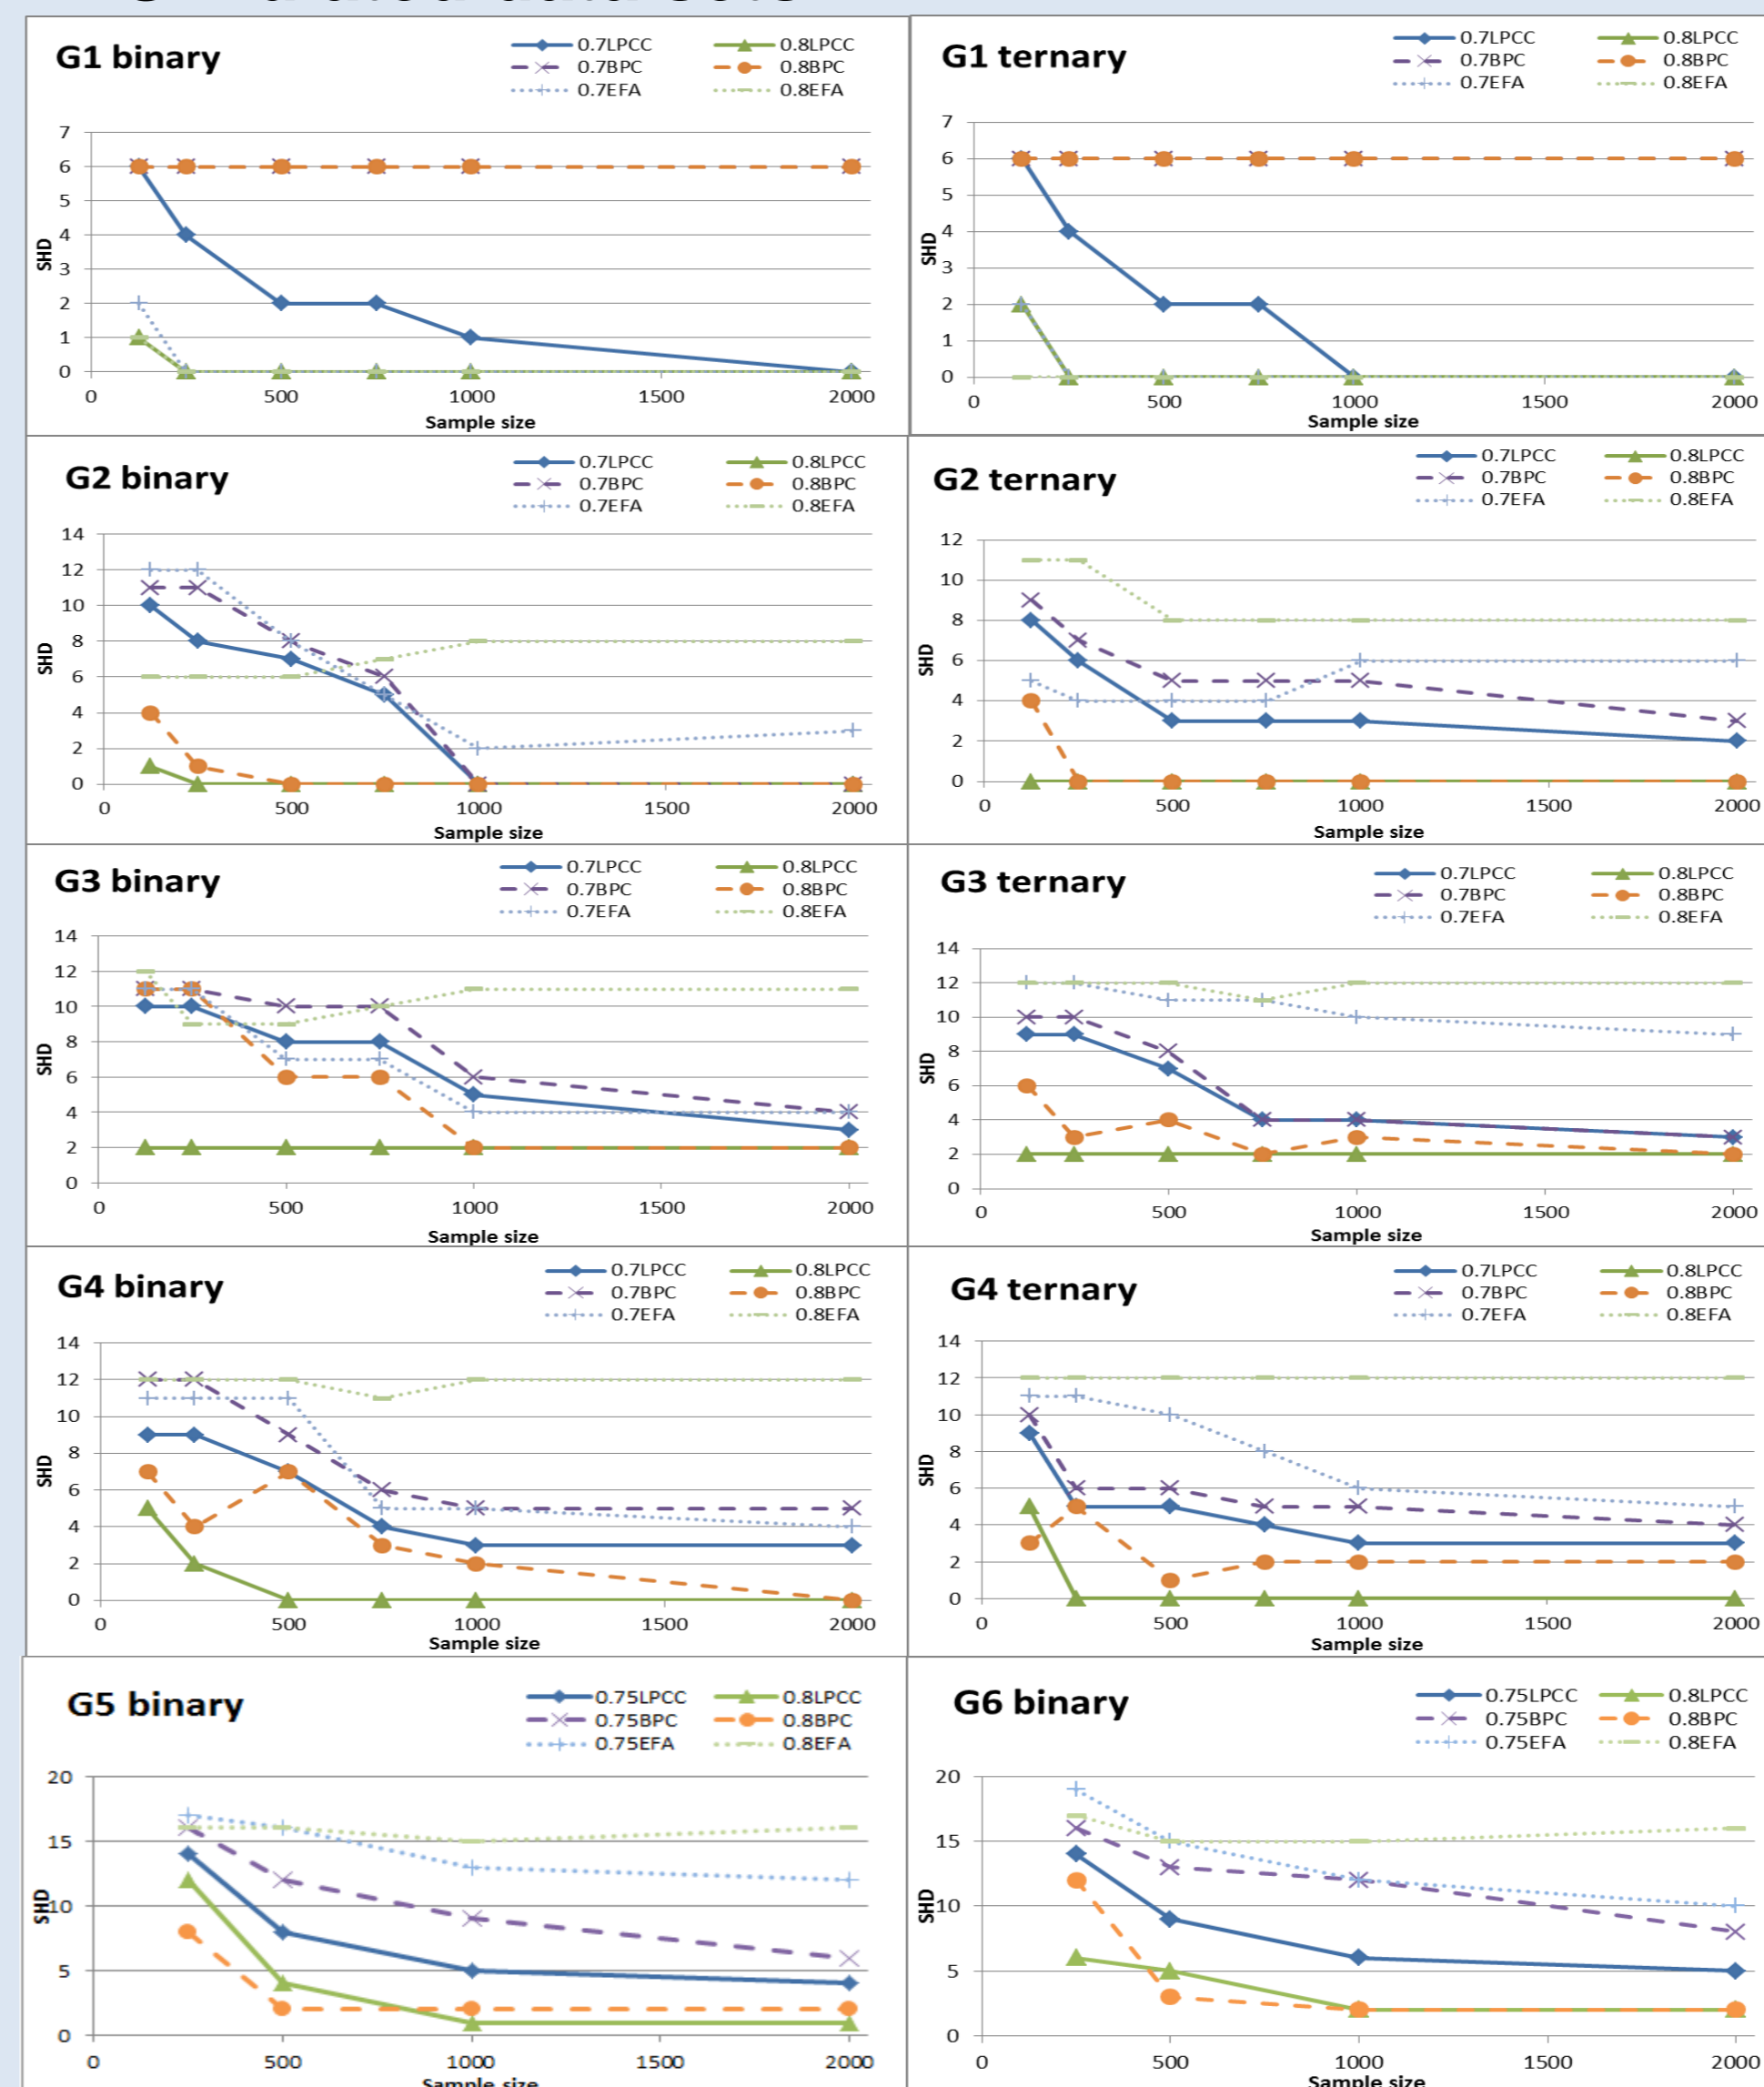 G1 binary
0.7LPCC 0.8LPCC
0.7BPC 0.8BPC
0.7EFA 0.8EFA
7
6
5
4
3
2
1
0
SHD
0 500 1000 1500 2000
Sample size
G1 ternary
0.7LPCC 0.8LPCC
0.7BPC 0.8BPC
0.7EFA 0.8EFA
7
6
5
4
3
2
1
0
SHD
0 500 1000 1500 2000
Sample size
G2 binary
0.7LPCC 0.8LPCC
0.7BPC 0.8BPC
0.7EFA 0.8EFA
14
12
10
8
6
4
2
0
SHD
0 500 1000 1500 2000
Sample size
G2 ternary
0.7LPCC 0.8LPCC
0.7BPC 0.8BPC
0.7EFA 0.8EFA
12
10
8
6
4
2
0
SHD
0 500 1000 1500 2000
Sample size
G3 binary
0.7LPCC 0.8LPCC
0.7BPC 0.8BPC
0.7EFA 0.8EFA
14
12
10
8
6
4
2
0
SHD
0 500 1000 1500 2000
Sample size
G3 ternary
0.7LPCC 0.8LPCC
0.7BPC 0.8BPC
0.7EFA 0.8EFA
14
12
10
8
6
4
2
0
SHD
0 500 1000 1500 2000
Sample size
G4 binary
0.7LPCC 0.8LPCC
0.7BPC 0.8BPC
0.7EFA 0.8EFA
14
12
10
8
6
4
2
0
SHD
0 500 1000 1500 2000
Sample size
G4 ternary
0.7LPCC 0.8LPCC
0.7BPC 0.8BPC
0.7EFA 0.8EFA
14
12
10
8
6
4
2
0
SHD
0 500 1000 1500 2000
Sample size
G5 binary
0.75LPCC 0.8LPCC
0.75BPC 0.8BPC
0.75EFA 0.8EFA
20
15
10
5
0
SHD
0 500 1000 1500 2000
Sample size
G6 binary
0.75LPCC 0.8LPCC
0.75BPC 0.8BPC
0.75EFA 0.8EFA
20
15
10
5
0
SHD
0 500 1000 1500 2000
Sample size